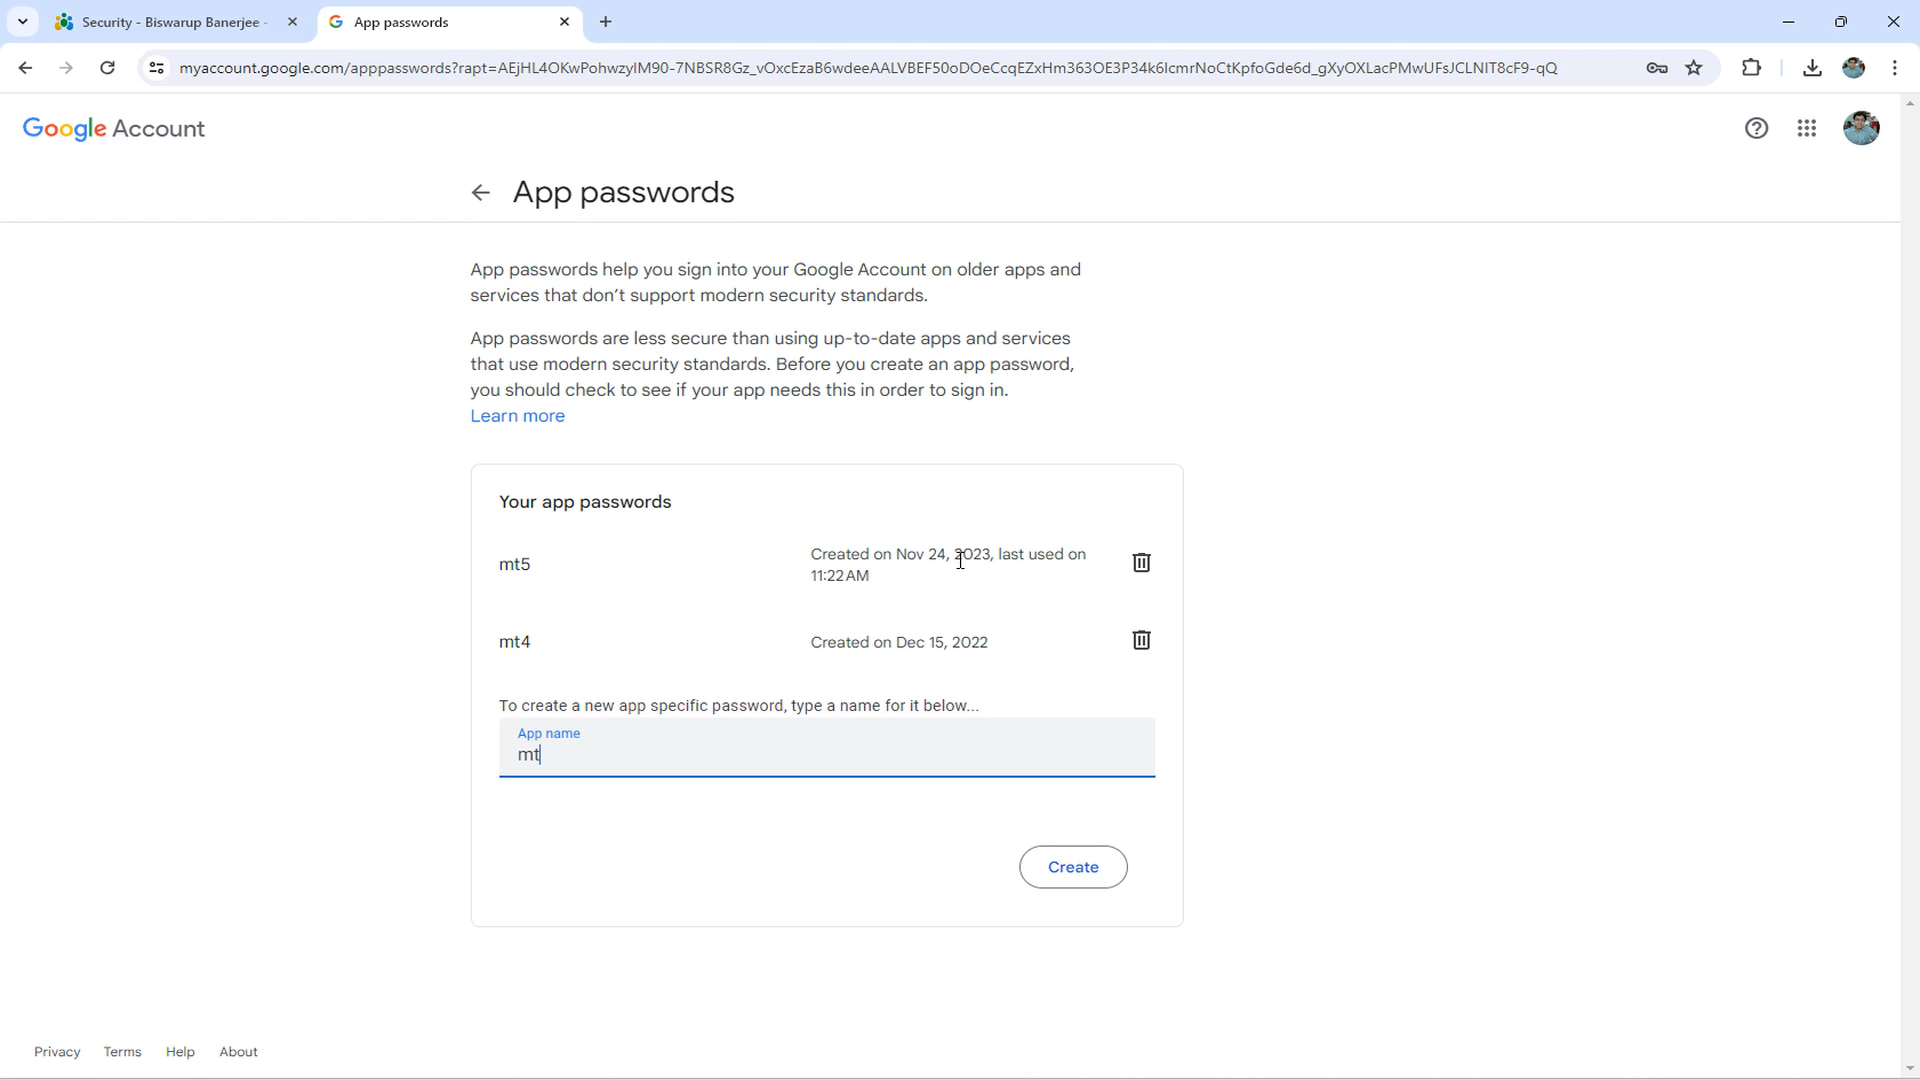 Security - Biswarup Banerjee -
App passwords
myaccount.google.com/apppasswords?rapt=AEjHL4OKwPohwzylM90-7NBSR8Gz_vOxcEzaB6wdeeAALVBEF50oDOeCcqEZxHm363OE3P34k6IcmrNoCtKpfoGde6d_gXyOXLacPMwUFsJCLNIT8cF9-qQ
Google Account
App passwords
App passwords help you sign into your Google Account on older apps and
services that don’t support modern security standards.
App passwords are less secure than using up-to-date apps and services
that use modern security standards. Before you create an app password,
you should check to see if your app needs this in order to sign in.
Learn more
Your app passwords
mt5
Created on Nov 24, 2023, last used on
11:22 AM
mt4
Created on Dec 15, 2022
To create a new app specific password, type a name for it below...
App name
mt
Create
Privacy Terms Help About